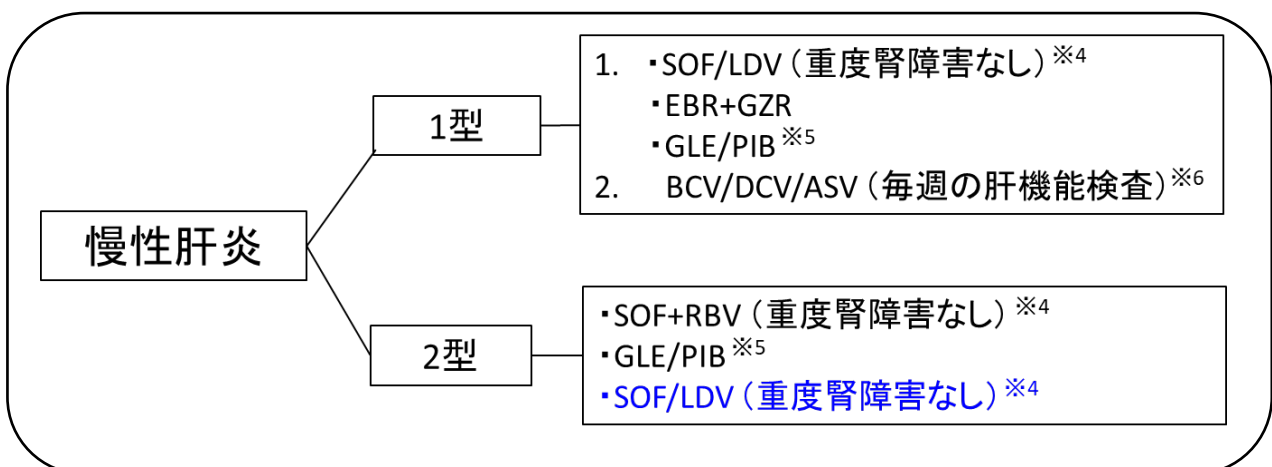 慢性肝炎
1型
1. ・SOF/LDV（重度腎障害なし）※4
・EBR+GZR
・GLE/PIB※5
2. BCV/DCV/ASV（毎週の肝機能検査）※6
2型
・SOF+RBV（重度腎障害なし）※4
・GLE/PIB※5
・SOF/LDV（重度腎障害なし）※4